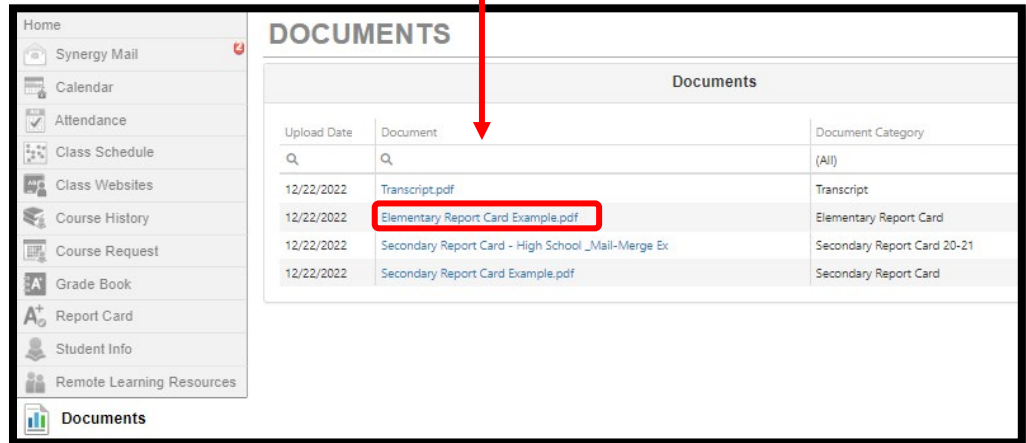 Home
Synergy Mail
Calendar
Attendance
Class Schedule
Class Websites
Course History
Course Request
Grade Book
Report Card
Student Info
Remote Learning Resources
Documents
DOCUMENTS
Documents
Upload Date Document Document Category
(All)
12/22/2022 Transcript.pdf Transcript
12/22/2022 Elementary Report Card Example.pdf Elementary Report Card
12/22/2022 Secondary Report Card - High School _Mail-Merge Ex Secondary Report Card 20-21
12/22/2022 Secondary Report Card Example.pdf Secondary Report Card